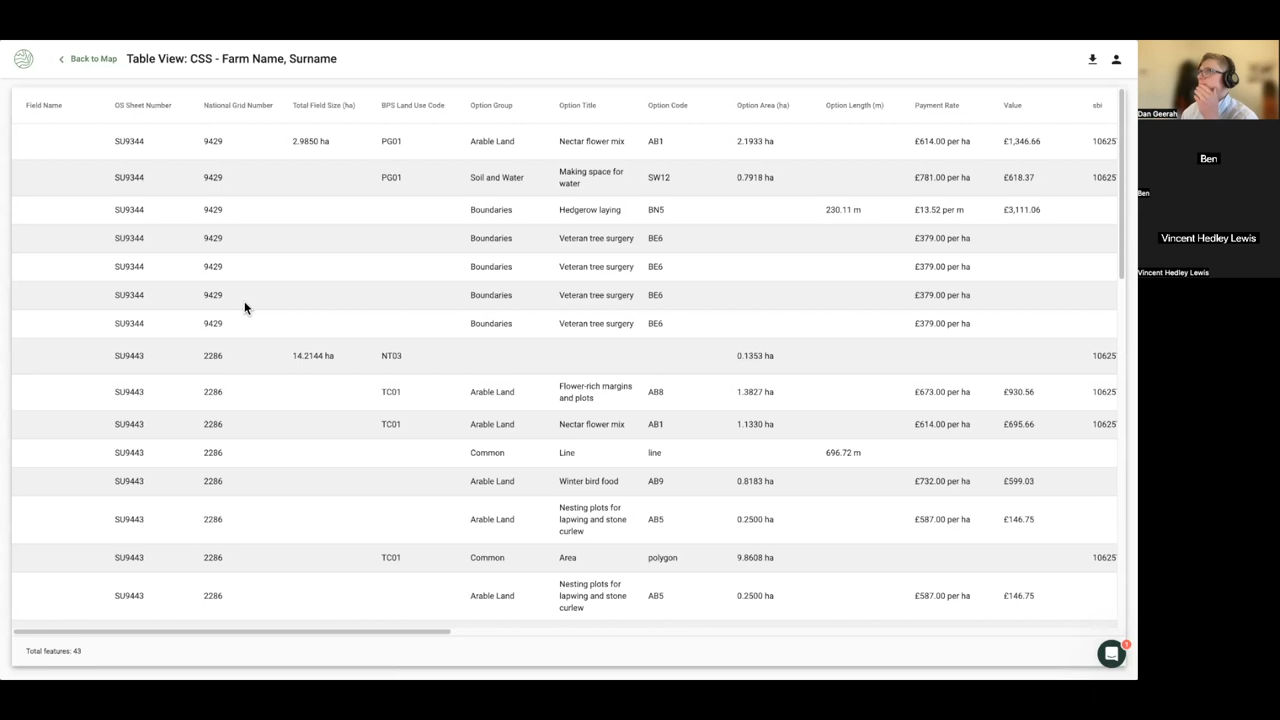 Back to Map Table View: CSS - Farm Name, Surname
Field Name OS Sheet Number National Grid Number Total Field Size (ha) BPS Land Use Code Option Group Option Title Option Code Option Area (ha) Option Length (m) Payment Rate Value sbi
SU9344 9429 2.9850 ha PG01 Arable Land Nectar flower mix AB1 2.1933 ha £614.00 per ha £1,346.66 10625
SU9344 9429 PG01 Soil and Water Making space for water SW12 0.7918 ha £781.00 per ha £618.37 10625
SU9344 9429 Boundaries Hedgerow laying BN5 230.11 m £13.52 per m £3,111.06
SU9344 9429 Boundaries Veteran tree surgery BE6 £379.00 per ha
SU9344 9429 Boundaries Veteran tree surgery BE6 £379.00 per ha
SU9344 9429 Boundaries Veteran tree surgery BE6 £379.00 per ha
SU9344 9429 Boundaries Veteran tree surgery BE6 £379.00 per ha
SU9443 2286 14.2144 ha NT03 0.1353 ha 10625
SU9443 2286 TC01 Arable Land Flower-rich margins and plots AB8 1.3827 ha £673.00 per ha £930.56 10625
SU9443 2286 TC01 Arable Land Nectar flower mix AB1 1.1330 ha £614.00 per ha £695.66 10625
SU9443 2286 Common Line line 696.72 m
SU9443 2286 Arable Land Winter bird food AB9 0.8183 ha £732.00 per ha £599.03
SU9443 2286 Arable Land Nesting plots for lapwing and stone curlew AB5 0.2500 ha £587.00 per ha £146.75
SU9443 2286 TC01 Common Area polygon 9.8608 ha 10625
SU9443 2286 Arable Land Nesting plots for lapwing and stone curlew AB5 0.2500 ha £587.00 per ha £146.75
Total features: 43
1
Dan Geerah
Ben
Ben
Vincent Hedley Lewis
Vincent Hedley Lewis